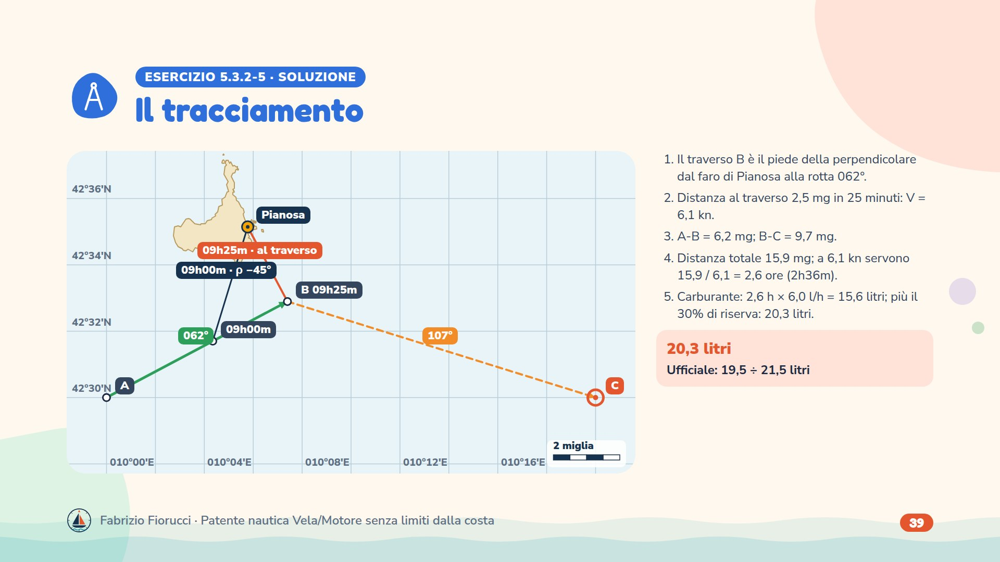 ESERCIZIO 5.3.2-5 · SOLUZIONE
Il tracciamento
42°36'N
42°34'N
42°32'N
42°30'N
010°00'E
010°04'E
010°08'E
010°12'E
010°16'E
Pianosa
09h25m · al traverso
09h00m · ρ −45°
B 09h25m
09h00m
062°
107°
A
C
2 miglia
1. Il traverso B è il piede della perpendicolare
dal faro di Pianosa alla rotta 062°.
2. Distanza al traverso 2,5 mg in 25 minuti: V =
6,1 kn.
3. A-B = 6,2 mg; B-C = 9,7 mg.
4. Distanza totale 15,9 mg; a 6,1 kn servono
15,9 / 6,1 = 2,6 ore (2h36m).
5. Carburante: 2,6 h × 6,0 l/h = 15,6 litri; più il
30% di riserva: 20,3 litri.
20,3 litri
Ufficiale: 19,5 ÷ 21,5 litri
Fabrizio Fiorucci · Patente nautica Vela/Motore senza limiti dalla costa
39